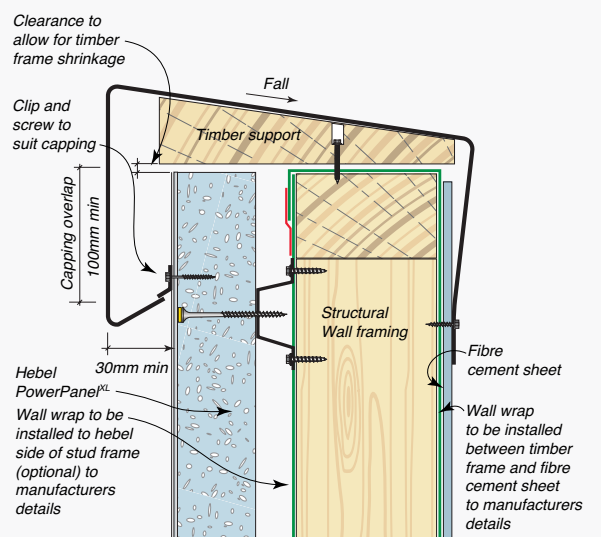 Clearance to
allow for timber
frame shrinkage
Fall
Clip and
screw to
suit capping
Timber support
Capping overlap
100mm min
Structural
Wall framing
30mm min
Fibre
cement sheet
Hebel
PowerPanelXL
Wall wrap to be
installed to hebel
side of stud frame
(optional) to
manufacturers
details
Wall wrap
to be installed
between timber
frame and fibre
cement sheet
to manufacturers
details